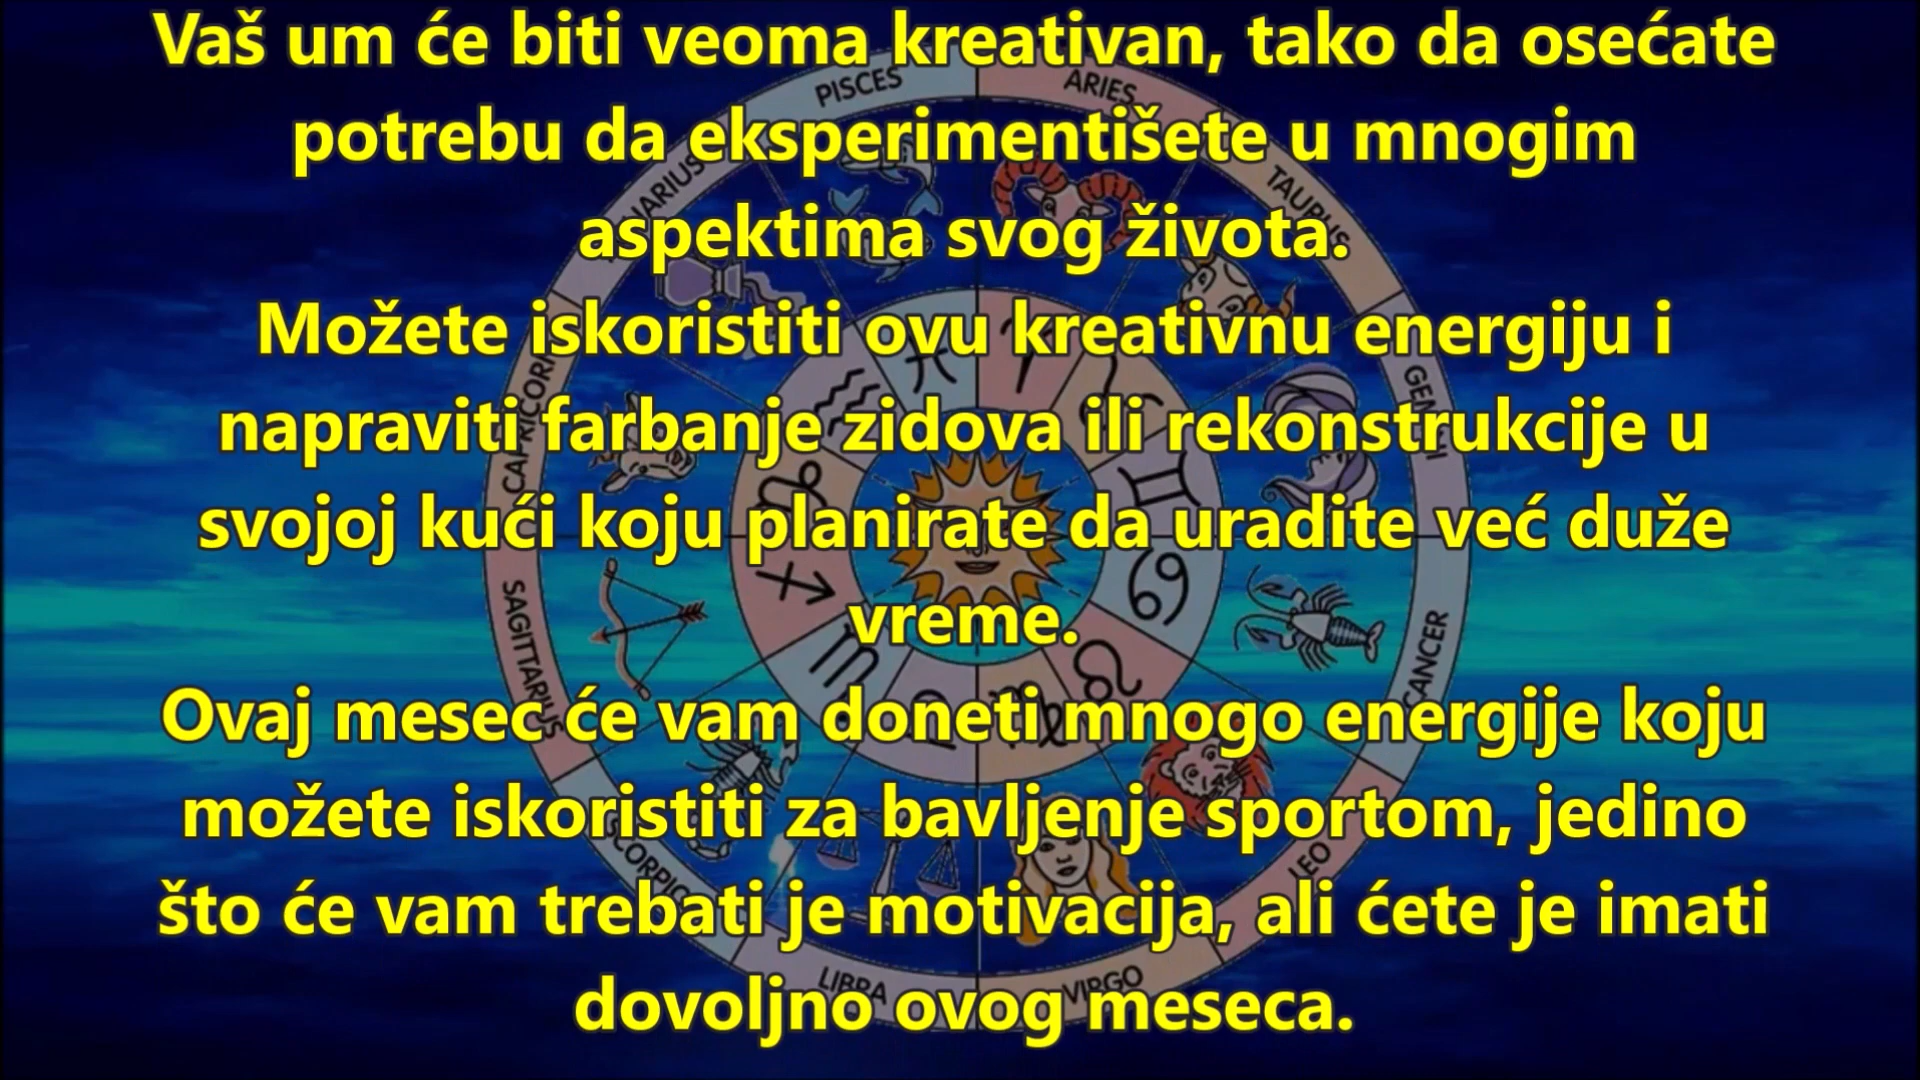 Vaš um će biti veoma kreativan, tako da osećate
potrebu da eksperimentišete u mnogim
aspektima svog života.
Možete iskoristiti ovu kreativnu energiju i
napraviti farbanje zidova ili rekonstrukcije u
svojoj kući koju planirate da uradite već duže
vreme.
Ovaj mesec će vam doneti mnogo energije koju
možete iskoristiti za bavljenje sportom, jedino
što će vam trebati je motivacija, ali ćete je imati
dovoljno ovog meseca.
PISCES
ARIES
TAURUS
CAPRICORN
SAGITTARIUS
CANCER
LEO
VIRGO
LIBRA
SCORPIO